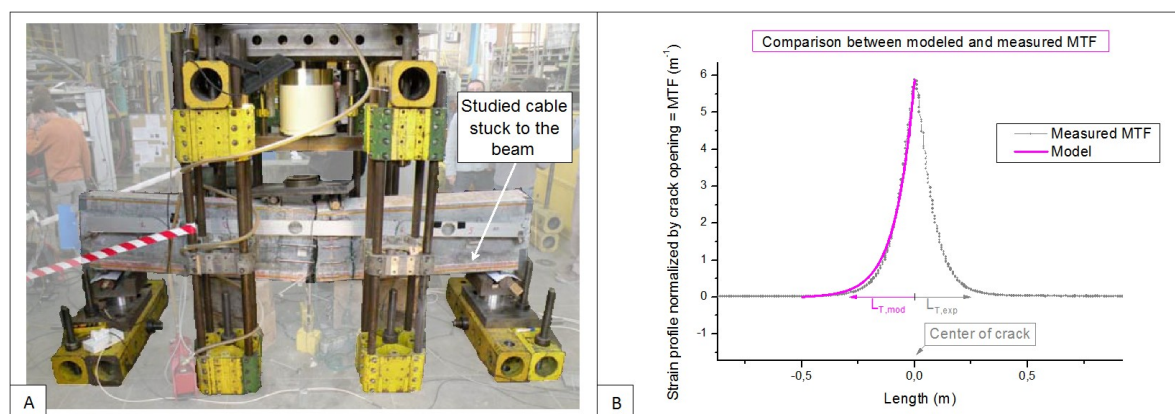 Studied cable
stuck to the
beam
A
Comparison between modeled and measured MTF
Strain profile normalized by crack opening = MTF (m-1)
6
5
4
3
2
1
0
-1
Measured MTF
Model
LT,mod
LT,exp
Center of crack
-0,5
0,0
0,5
Length (m)
B